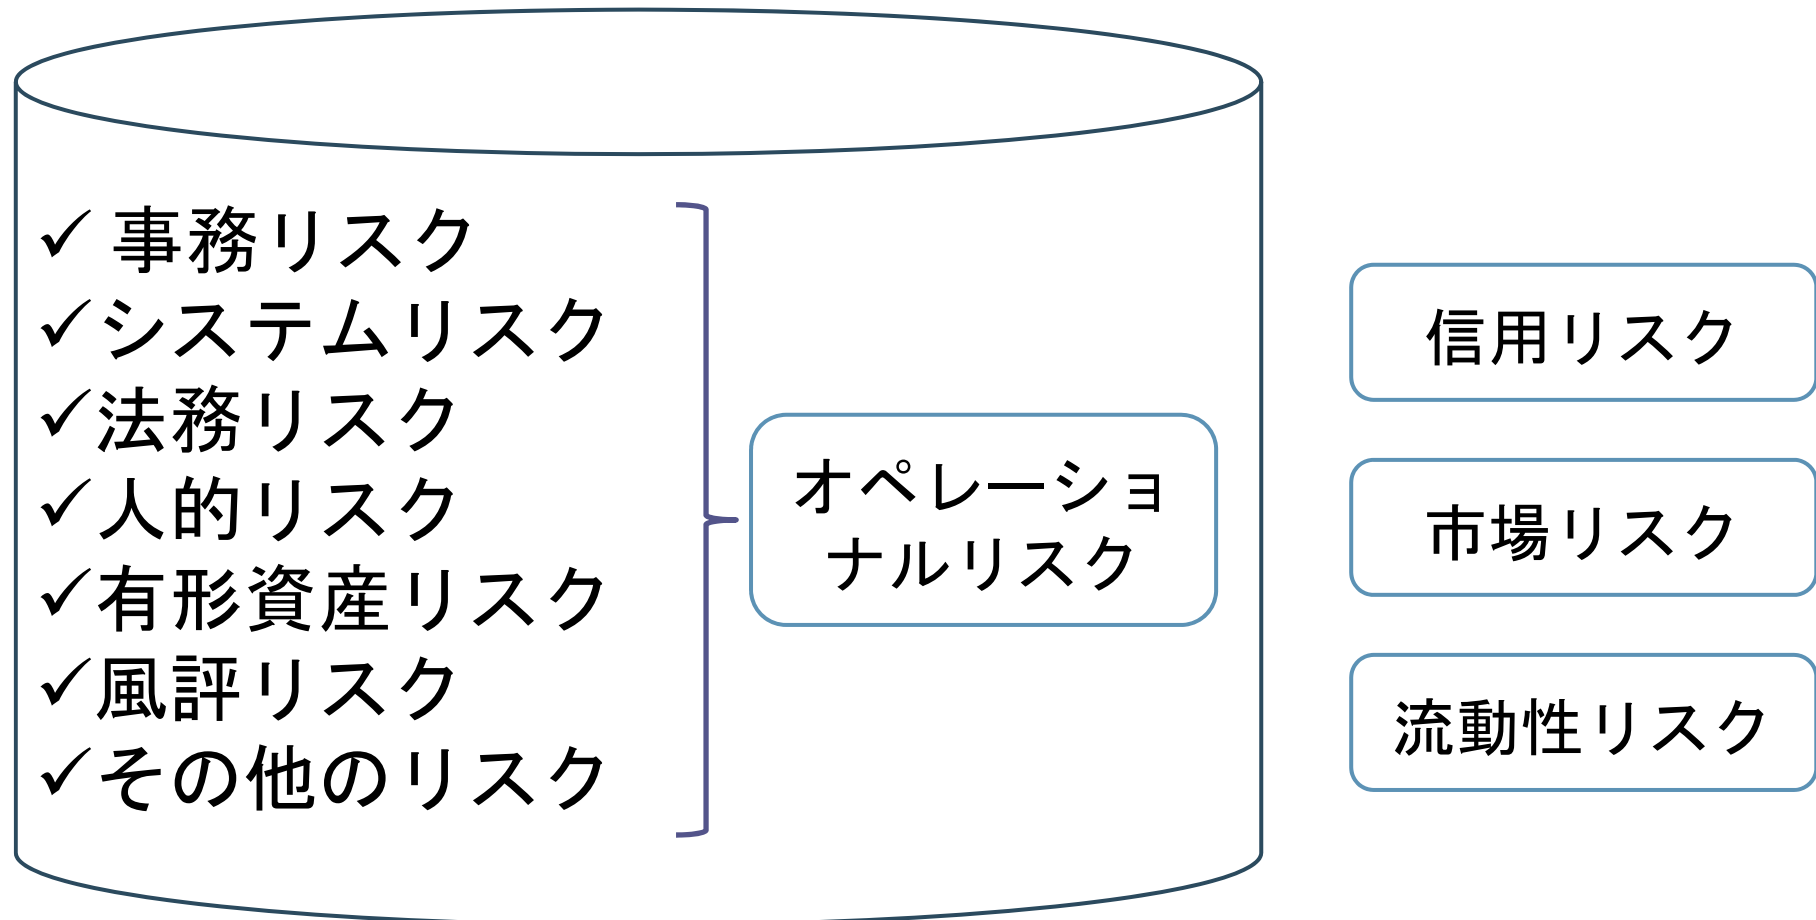 事務リスク
システムリスク
法務リスク
人的リスク
有形資産リスク
風評リスク
その他のリスク
オペレーショ
ナルリスク
信用リスク
市場リスク
流動性リスク